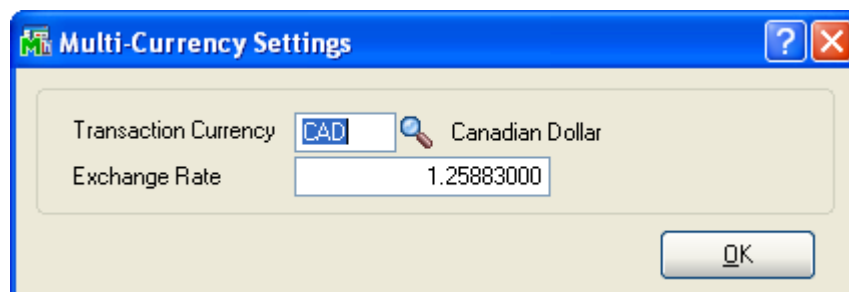 Multi-Currency Settings
Transaction Currency CAD Canadian Dollar
Exchange Rate 1.25883000
OK